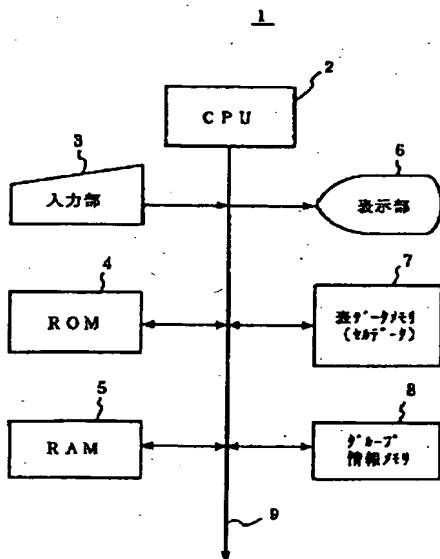 1
2
CPU
3
入力部
6
表示部
4
ROM
7
表データメモリ
(セルデータ)
5
RAM
8
グループ
情報メモリ
9